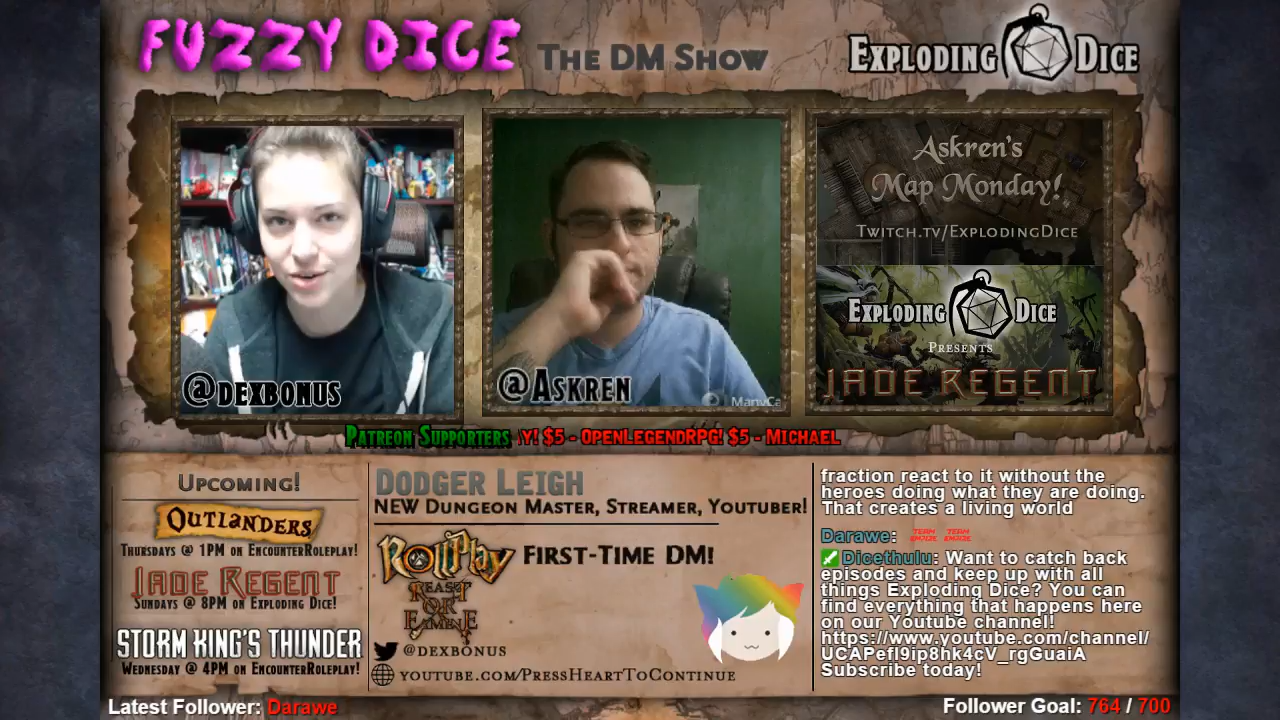 FUZZY DICE THE DM SHOW
EXPLODING DICE
ASKREN'S
MAP MONDAY!
TWITCH.TV/EXPLODINGDICE
EXPLODING DICE
PRESENTS
JADE REGENT
@DEXBONUS
@ASKREN
ManyCa
PATREON SUPPORTERS Y! $5 - OPENLEGENDRPG! $5 - MICHAEL
UPCOMING!
OUTLANDERS
THURSDAYS @ 1PM ON ENCOUNTERROLEPLAY!
JADE REGENT
SUNDAYS @ 8PM ON EXPLODING DICE!
STORM KING'S THUNDER
WEDNESDAY @ 4PM ON ENCOUNTERROLEPLAY!
DODGER LEIGH
NEW DUNGEON MASTER, STREAMER, YOUTUBER!
ROLLPLAY FIRST-TIME DM!
FEAST
OR
FAMINE
@DEXBONUS
YOUTUBE.COM/PRESSHEARTTOCONTINUE
fraction react to it without the
heroes doing what they are doing.
That creates a living world
Darawe:
Dicethulu: Want to catch back
episodes and keep up with all
things Exploding Dice? You can
find everything that happens here
on our Youtube channel!
https://www.youtube.com/channel/
UCAPefI9ip8hk4cV_rgGuaiA
Subscribe today!
Latest Follower: Darawe
Follower Goal: 764 / 700